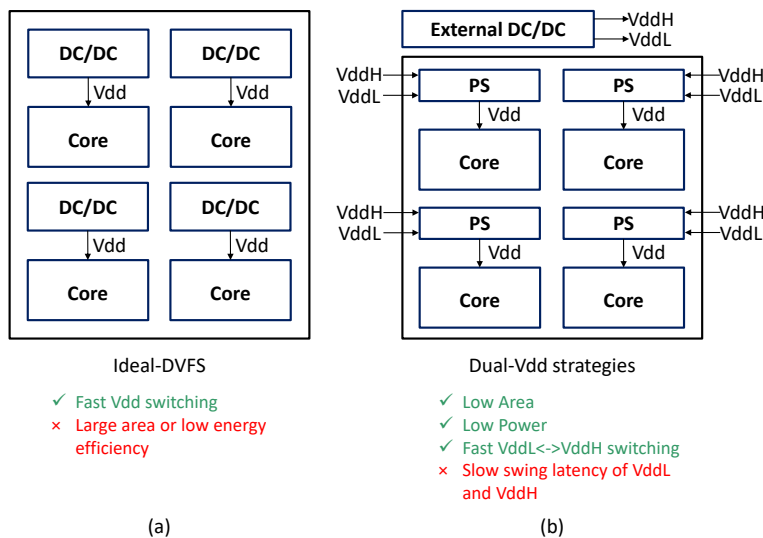 DC/DC DC/DC
Vdd Vdd
Core Core
DC/DC DC/DC
Vdd Vdd
Core Core
Ideal-DVFS
✓ Fast Vdd switching
× Large area or low energy
efficiency
(a)
External DC/DC VddH
VddL
VddH PS PS VddH
VddL VddL
Vdd Vdd
Core Core
VddH PS PS VddH
VddL VddL
Vdd Vdd
Core Core
Dual-Vdd strategies
✓ Low Area
✓ Low Power
✓ Fast VddL<->VddH switching
× Slow swing latency of VddL
and VddH
(b)